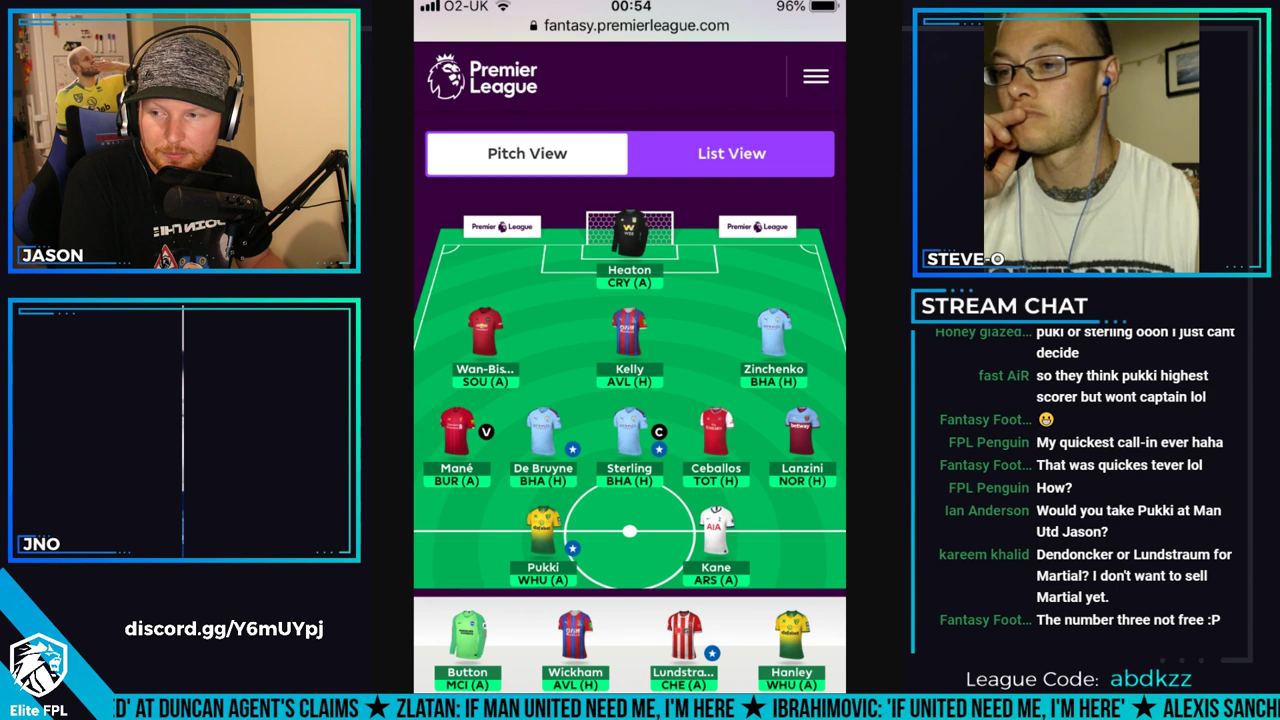 JASON
JNO
discord.gg/Y6mUYpj
Elite FPL
O2-UK
00:54
96%
fantasy.premierleague.com
Premier
League
Pitch View
List View
Premier League
Premier League
Heaton
CRY (A)
Wan-Bis...
SOU (A)
Kelly
AVL (H)
Zinchenko
BHA (H)
V
C
Mané
BUR (A)
De Bruyne
BHA (H)
Sterling
BHA (H)
Ceballos
TOT (H)
Lanzini
NOR (H)
AIA
Pukki
WHU (A)
Kane
ARS (A)
Button
MCI (A)
Wickham
AVL (H)
Lundstra...
CHE (A)
Hanley
WHU (A)
STEVE-O
STREAM CHAT
Honey glazed... puki or sterling ooon I just cant
decide
fast AiR so they think pukki highest
scorer but wont captain lol
Fantasy Foot... 😀
FPL Penguin My quickest call-in ever haha
Fantasy Foot... That was quickes tever lol
FPL Penguin How?
Ian Anderson Would you take Pukki at Man
Utd Jason?
kareem khalid Dendoncker or Lundstraum for
Martial? I don't want to sell
Martial yet.
Fantasy Foot... The number three not free :P
League Code: abdkzz
ED' AT DUNCAN AGENT'S CLAIMS ★ ZLATAN: IF MAN UNITED NEED ME, I'M HERE ★ IBRAHIMOVIC: 'IF UNITED NEED ME, I'M HERE' ★ ALEXIS SANCH